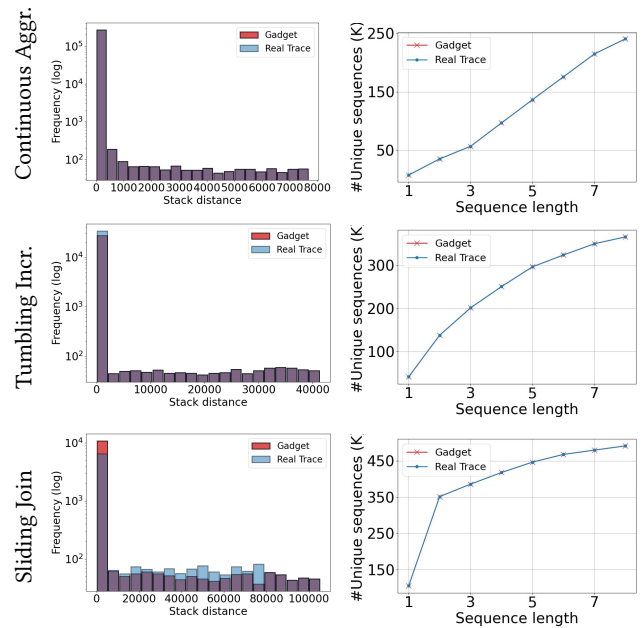 Continuous Aggr.
Frequency (log)
10^5
10^4
10^3
10^2
Gadget
Real Trace
0 1000 2000 3000 4000 5000 6000 7000 8000
Stack distance
#Unique sequences (K)
250
150
50
Gadget
Real Trace
1 3 5 7
Sequence length
Tumbling Incr.
Frequency (log)
10^4
10^3
10^2
Gadget
Real Trace
0 10000 20000 30000 40000
Stack distance
#Unique sequences (K
300
200
100
Gadget
Real Trace
1 3 5 7
Sequence length
Sliding Join
Frequency (log)
10^4
10^3
10^2
Gadget
Real Trace
0 20000 40000 60000 80000 100000
Stack distance
#Unique sequences (K
450
350
250
150
Gadget
Real Trace
1 3 5 7
Sequence length